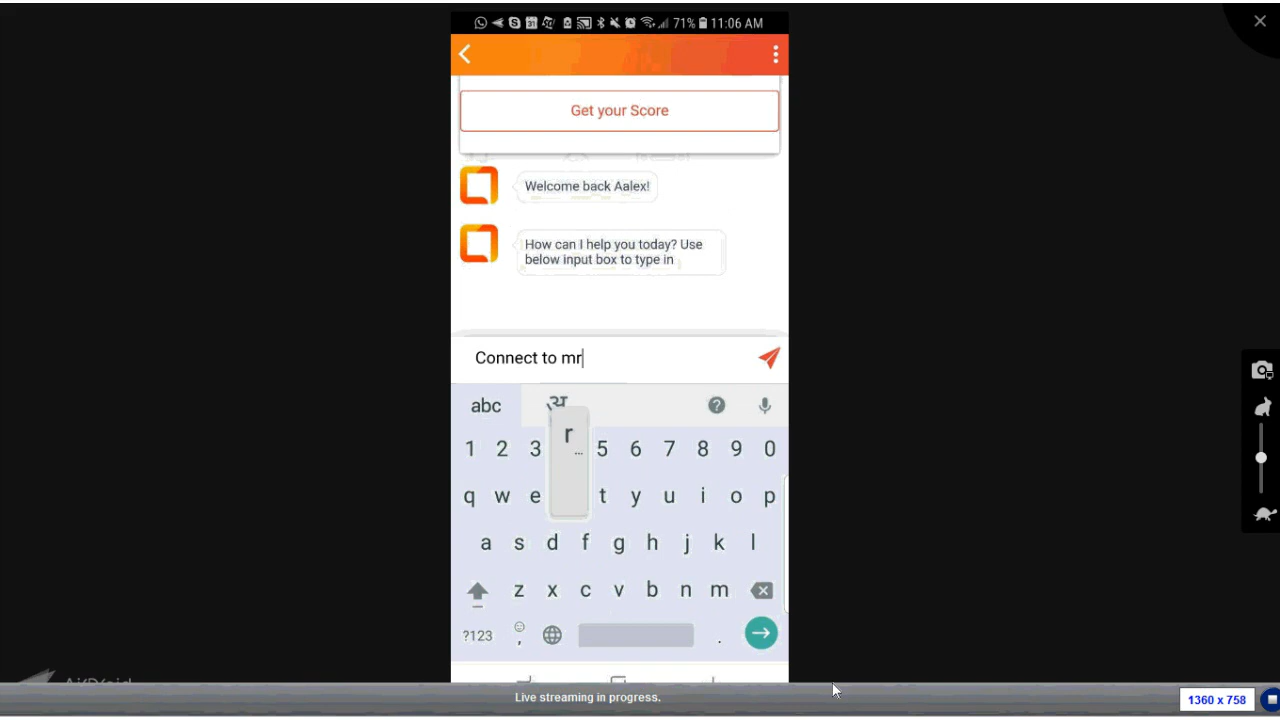 71% 11:06 AM
Get your Score
Welcome back Aalex!
How can I help you today? Use
below input box to type in
Connect to mr
abc अ
r
...
1 2 3 5 6 7 8 9 0
q w e t y u i o p
a s d f g h j k l
z x c v b n m
?123 , .
AirDroid
Live streaming in progress.
1360 x 758